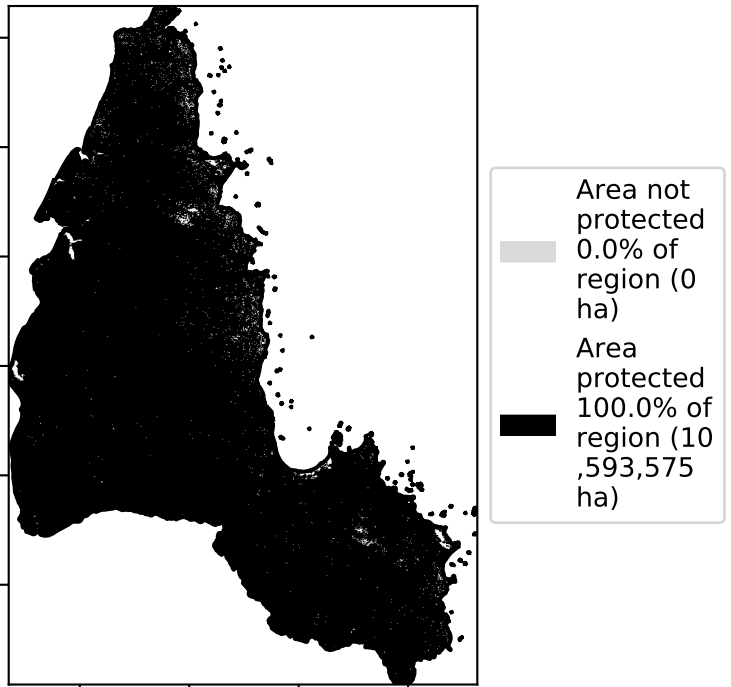 Area not
protected
0.0% of
region (0
ha)
Area
protected
100.0% of
region (10
,593,575
ha)